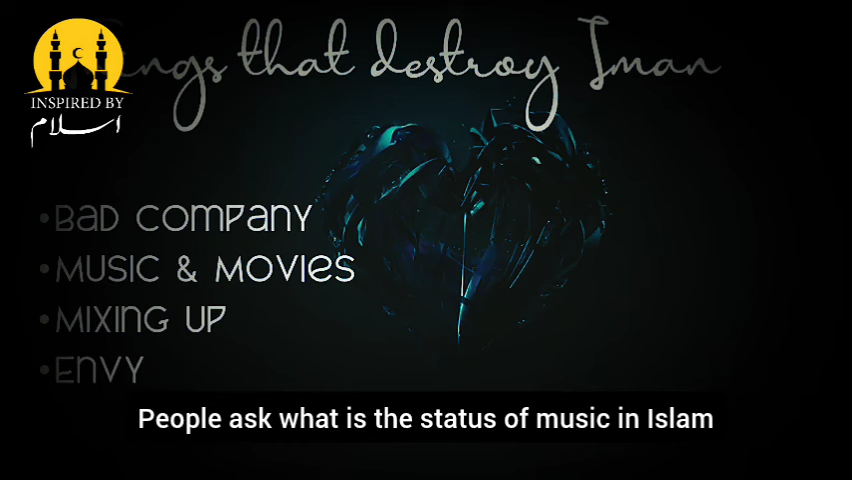 ings that destroy Iman
INSPIRED BY
اسلام
•BAD COMPANY
•MUSIC & MOVIES
•MIXING UP
•ENVY
People ask what is the status of music in Islam